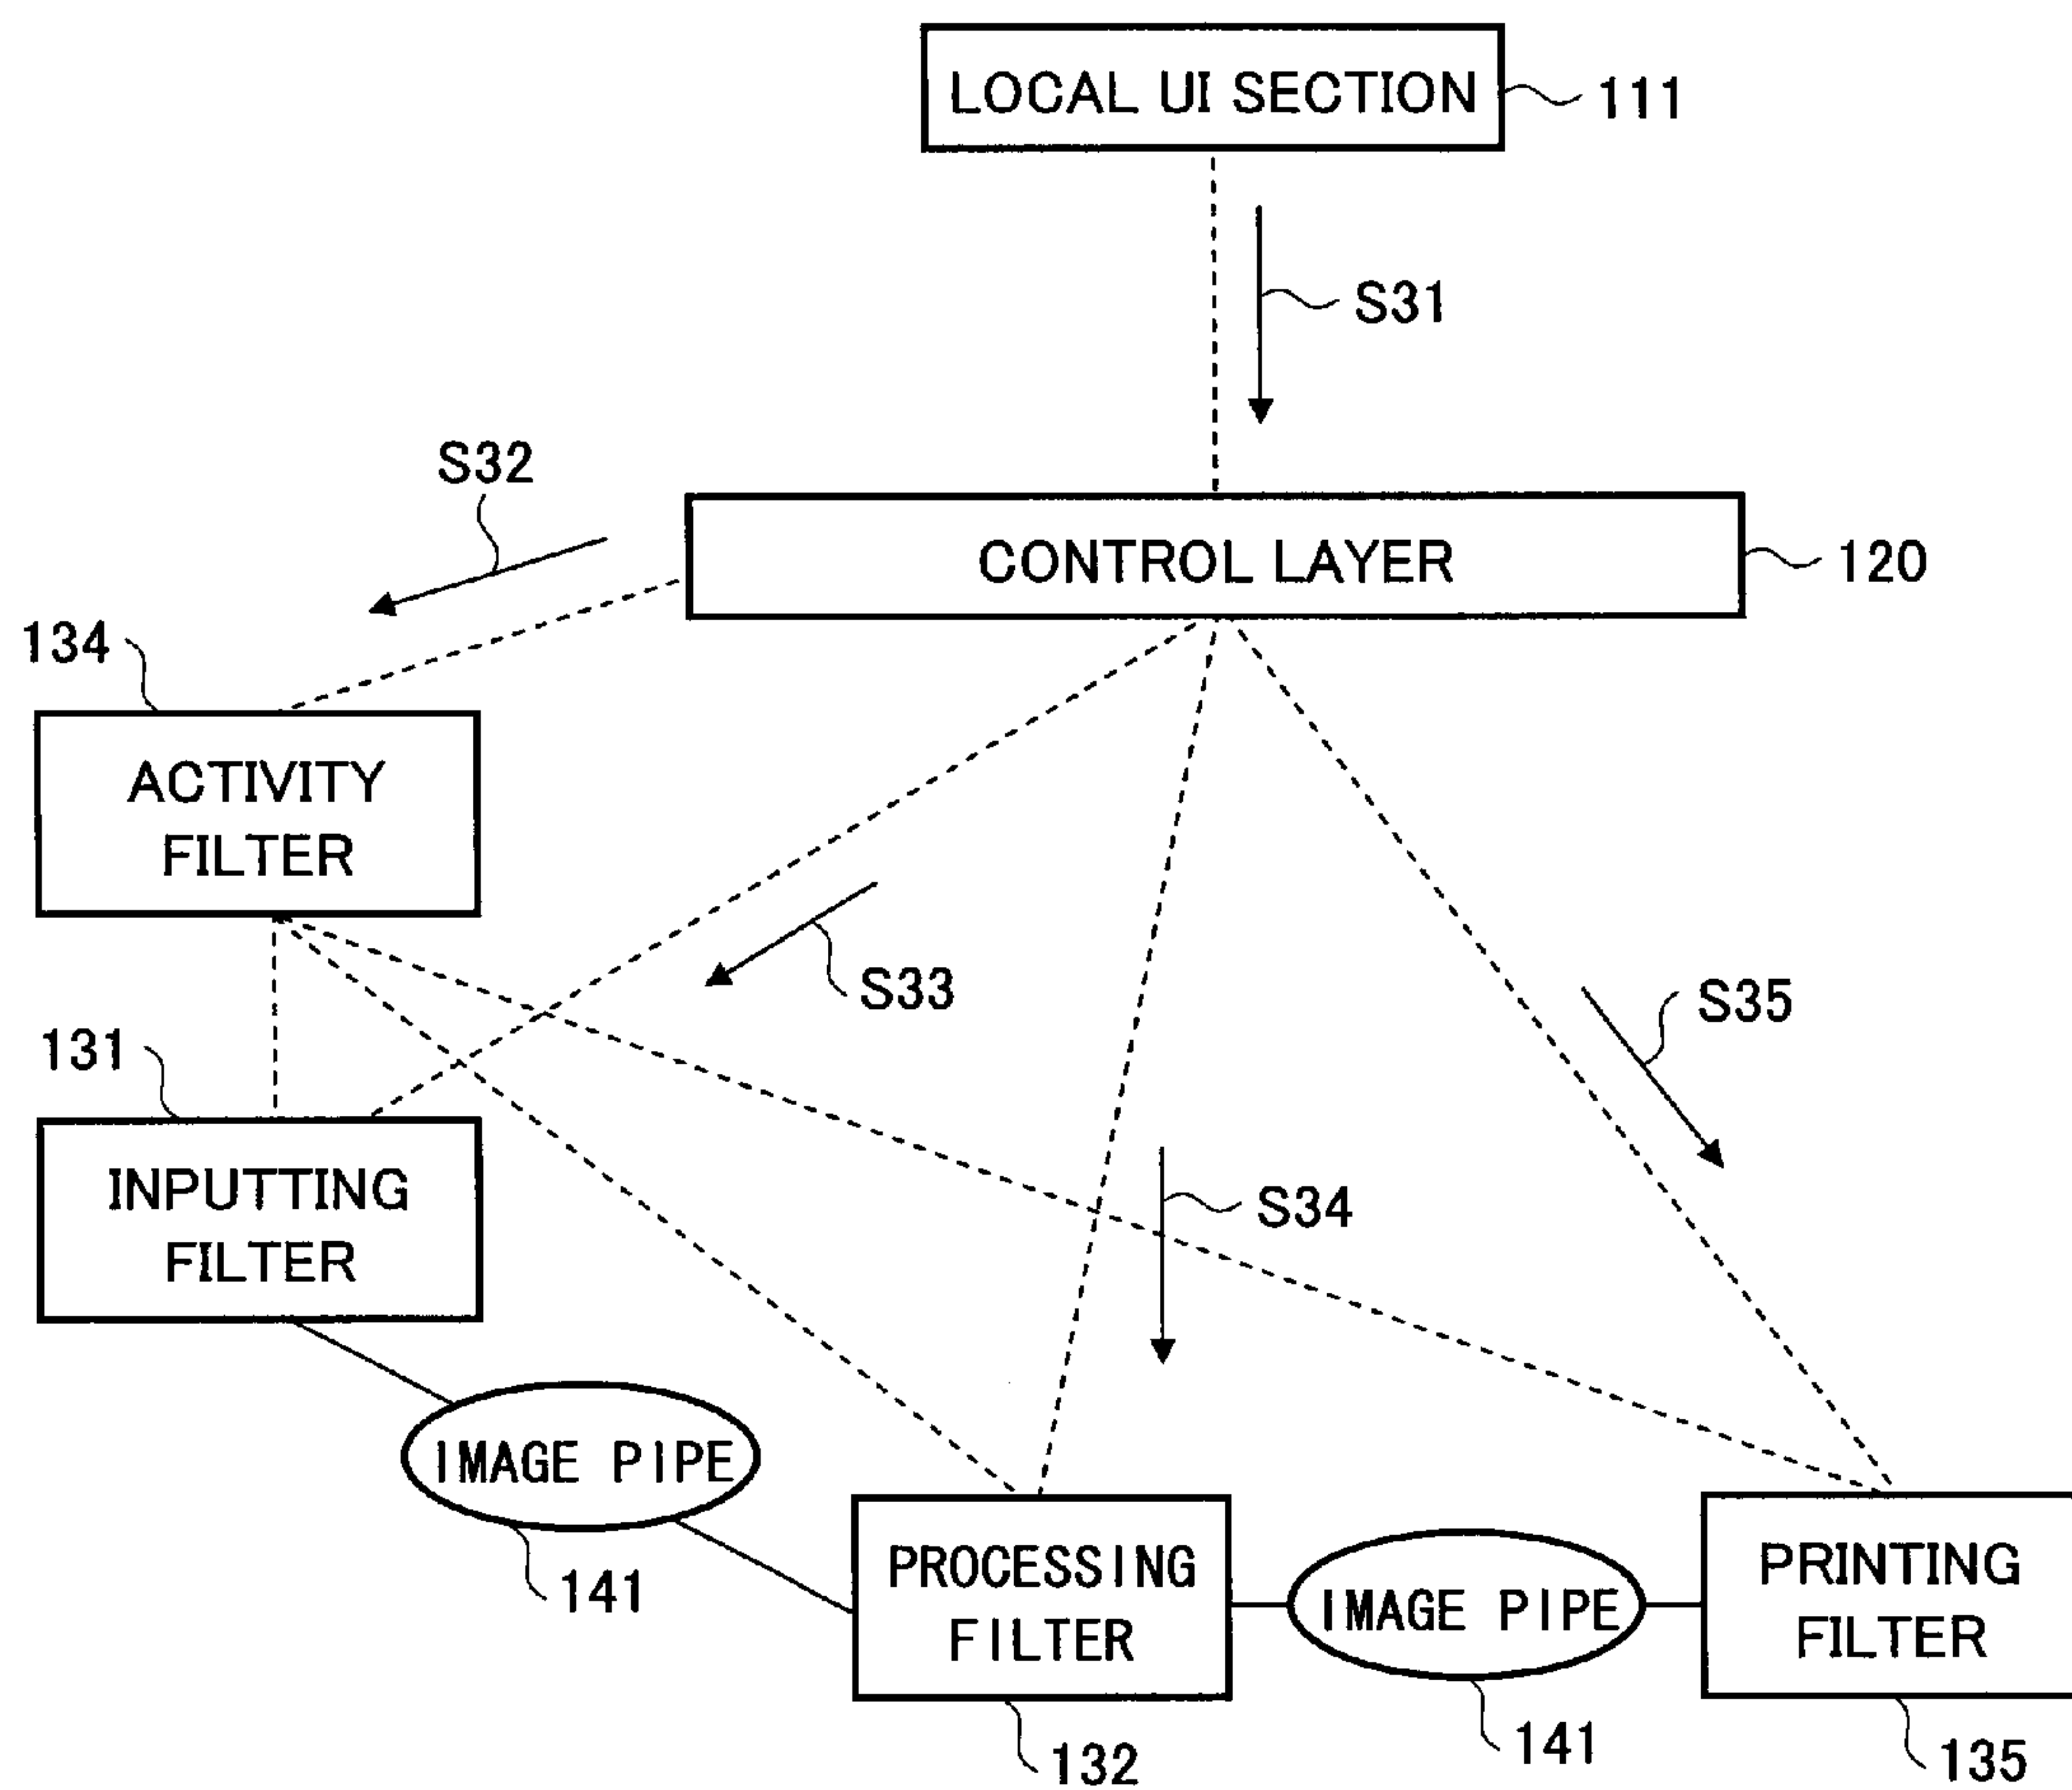 LOCAL UI SECTION
111
S31
S32
CONTROL LAYER
120
134
ACTIVITY
FILTER
S33
S35
131
INPUTTING
FILTER
S34
IMAGE PIPE
141
PROCESSING
FILTER
132
IMAGE PIPE
141
PRINTING
FILTER
135